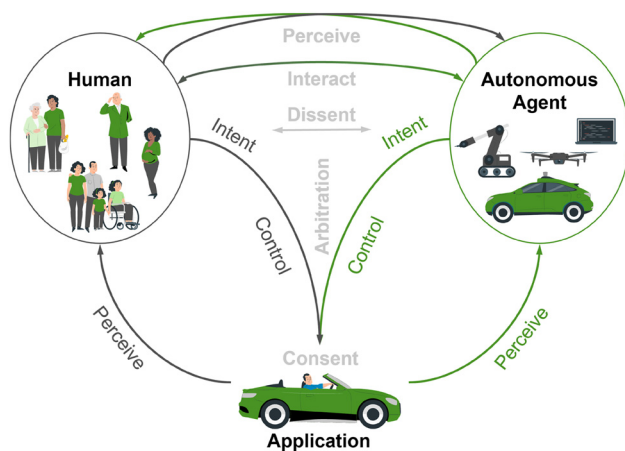 Perceive
Human
Interact
Autonomous
Agent
Dissent
Intent
Intent
Arbitration
Control
Control
Perceive
Perceive
Consent
Application